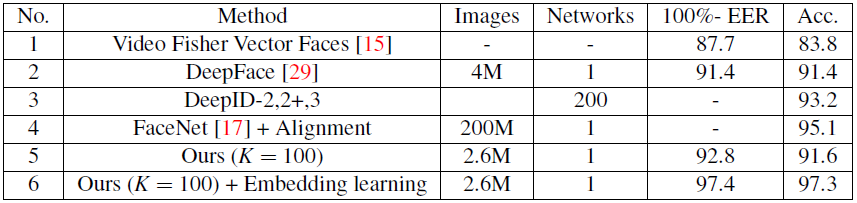 No. Method Images Networks 100%- EER Acc.
1 Video Fisher Vector Faces [15] - - 87.7 83.8
2 DeepFace [29] 4M 1 91.4 91.4
3 DeepID-2,2+,3 200 - 93.2
4 FaceNet [17] + Alignment 200M 1 - 95.1
5 Ours (K = 100) 2.6M 1 92.8 91.6
6 Ours (K = 100) + Embedding learning 2.6M 1 97.4 97.3